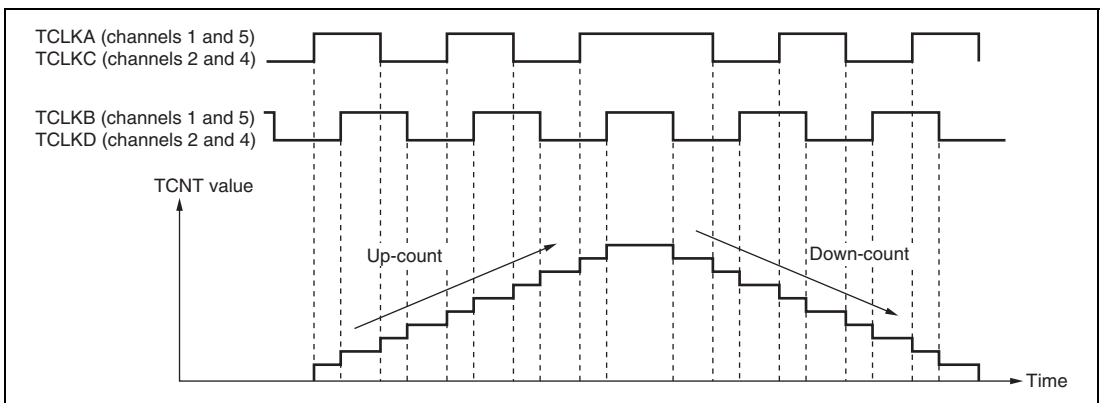 TCLKA (channels 1 and 5)
TCLKC (channels 2 and 4)
TCLKB (channels 1 and 5)
TCLKD (channels 2 and 4)
TCNT value
Up-count
Down-count
Time